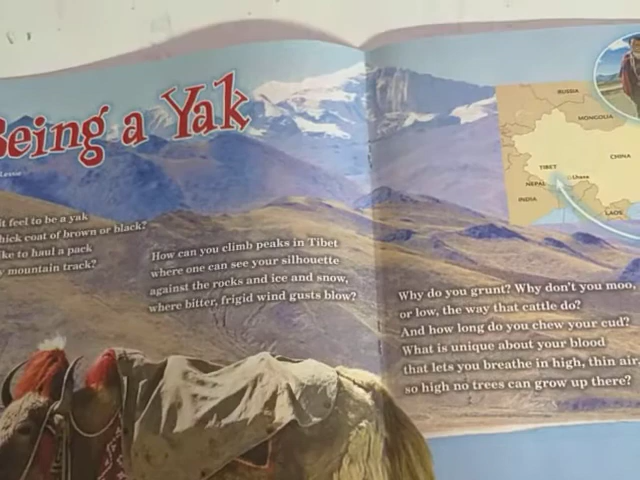 Being a Yak
it feel to be a yak
thick coat of brown or black?
to haul a pack
mountain track?
How can you climb peaks in Tibet
where one can see your silhouette
against the rocks and ice and snow,
where bitter, frigid wind gusts blow?
Why do you grunt? Why don't you moo,
or low, the way that cattle do?
And how long do you chew your cud?
What is unique about your blood
that lets you breathe in high, thin air,
so high no trees can grow up there?
RUSSIA
MONGOLIA
CHINA
TIBET
Lhasa
NEPAL
INDIA
LAOS